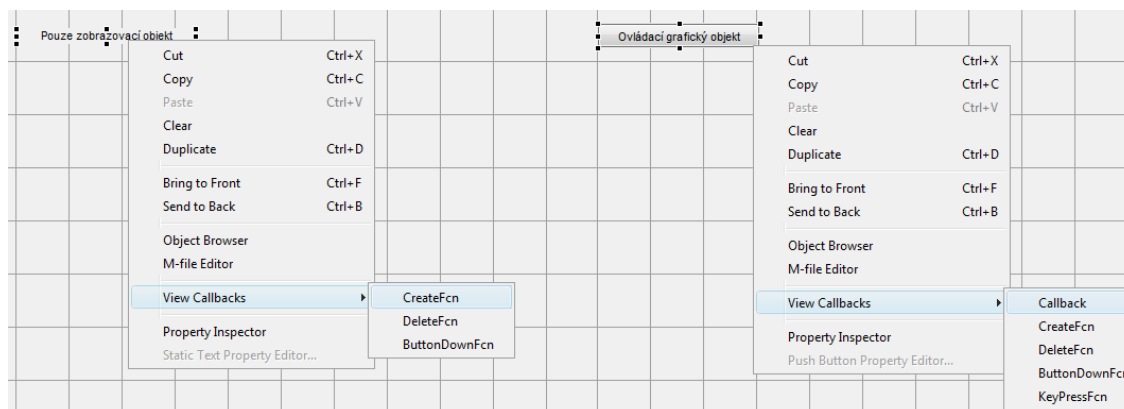 Pouze zobrazovací objekt
Cut Ctrl+X
Copy Ctrl+C
Paste Ctrl+V
Clear
Duplicate Ctrl+D
Bring to Front Ctrl+F
Send to Back Ctrl+B
Object Browser
M-file Editor
View Callbacks
CreateFcn
DeleteFcn
ButtonDownFcn
Property Inspector
Static Text Property Editor...
Ovládací grafický objekt
Cut Ctrl+X
Copy Ctrl+C
Paste Ctrl+V
Clear
Duplicate Ctrl+D
Bring to Front Ctrl+F
Send to Back Ctrl+B
Object Browser
M-file Editor
View Callbacks
Callback
CreateFcn
DeleteFcn
ButtonDownFcn
KeyPressFcn
Property Inspector
Push Button Property Editor...